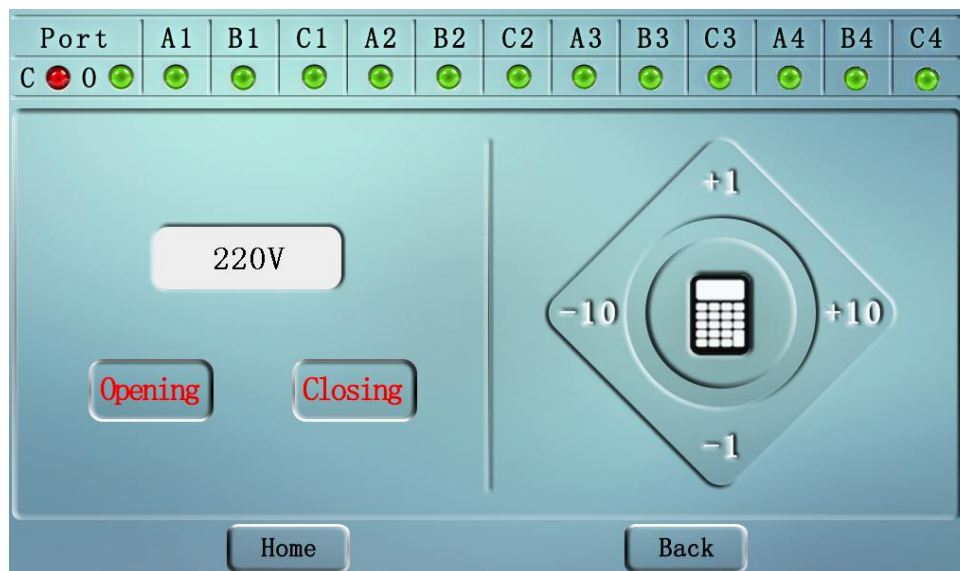 Port A1 B1 C1 A2 B2 C2 A3 B3 C3 A4 B4 C4
C O
+1
220V
-10 +10
Opening Closing
-1
Home Back